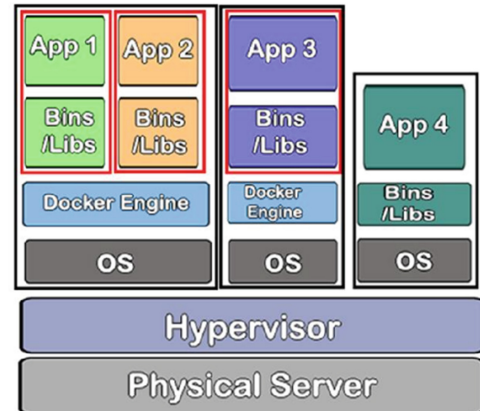 App 1
App 2
App 3
Bins
/Libs
Bins
/Libs
Bins
/Libs
App 4
Docker Engine
Docker
Engine
Bins
/Libs
OS
OS
OS
Hypervisor
Physical Server